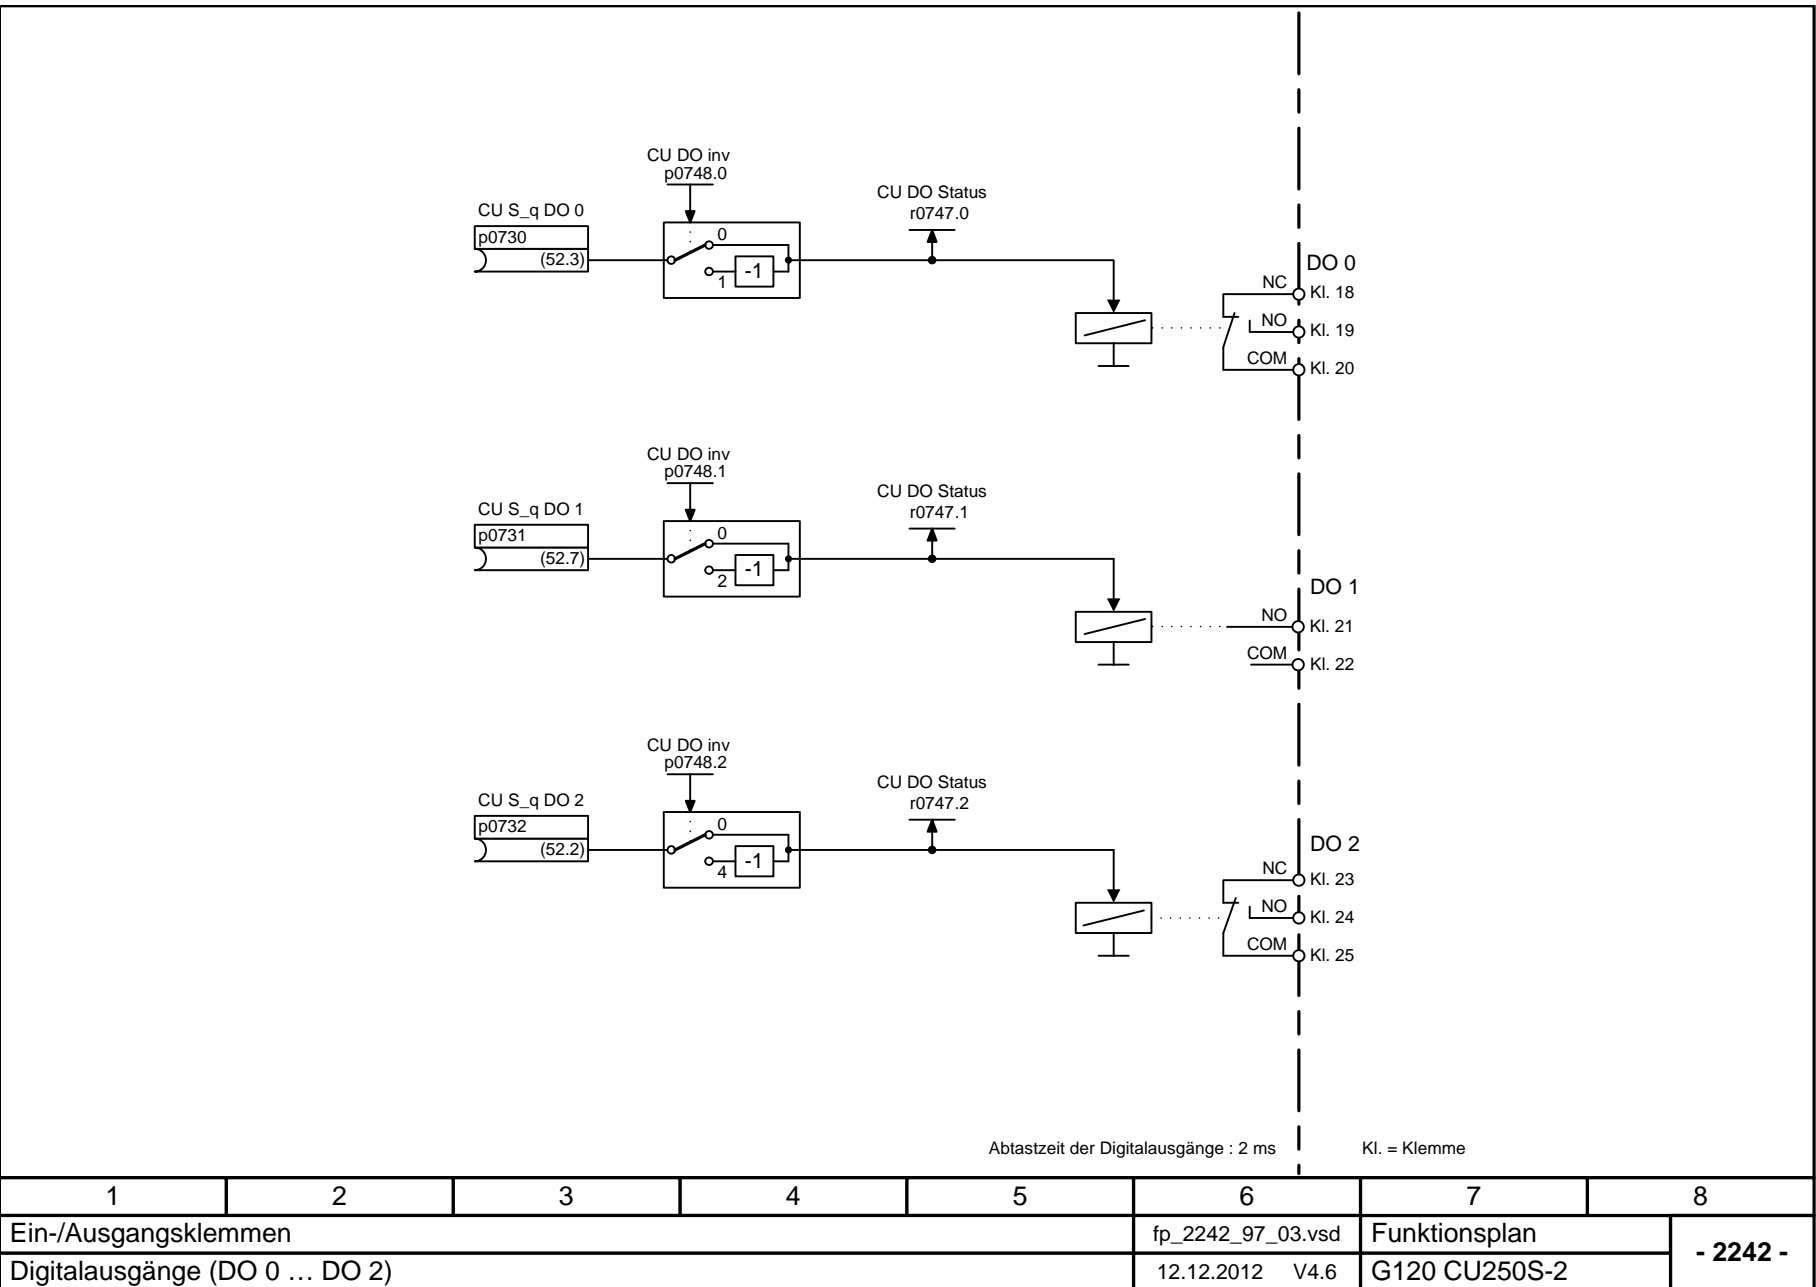 CU DO inv
p0748.0
CU DO Status
r0747.0
CU S_q DO 0
p0730
(52.3)
0
1
-1
DO 0
NC
Kl. 18
NO
Kl. 19
COM
Kl. 20
CU DO inv
p0748.1
CU DO Status
r0747.1
CU S_q DO 1
p0731
(52.7)
0
2
-1
DO 1
NO
Kl. 21
COM
Kl. 22
CU DO inv
p0748.2
CU DO Status
r0747.2
CU S_q DO 2
p0732
(52.2)
0
4
-1
DO 2
NC
Kl. 23
NO
Kl. 24
COM
Kl. 25
Abtastzeit der Digitalausgänge : 2 ms
Kl. = Klemme
1 2 3 4 5 6 7 8
Ein-/Ausgangsklemmen
fp_2242_97_03.vsd
Funktionsplan
- 2242 -
Digitalausgänge (DO 0 … DO 2)
12.12.2012 V4.6
G120 CU250S-2